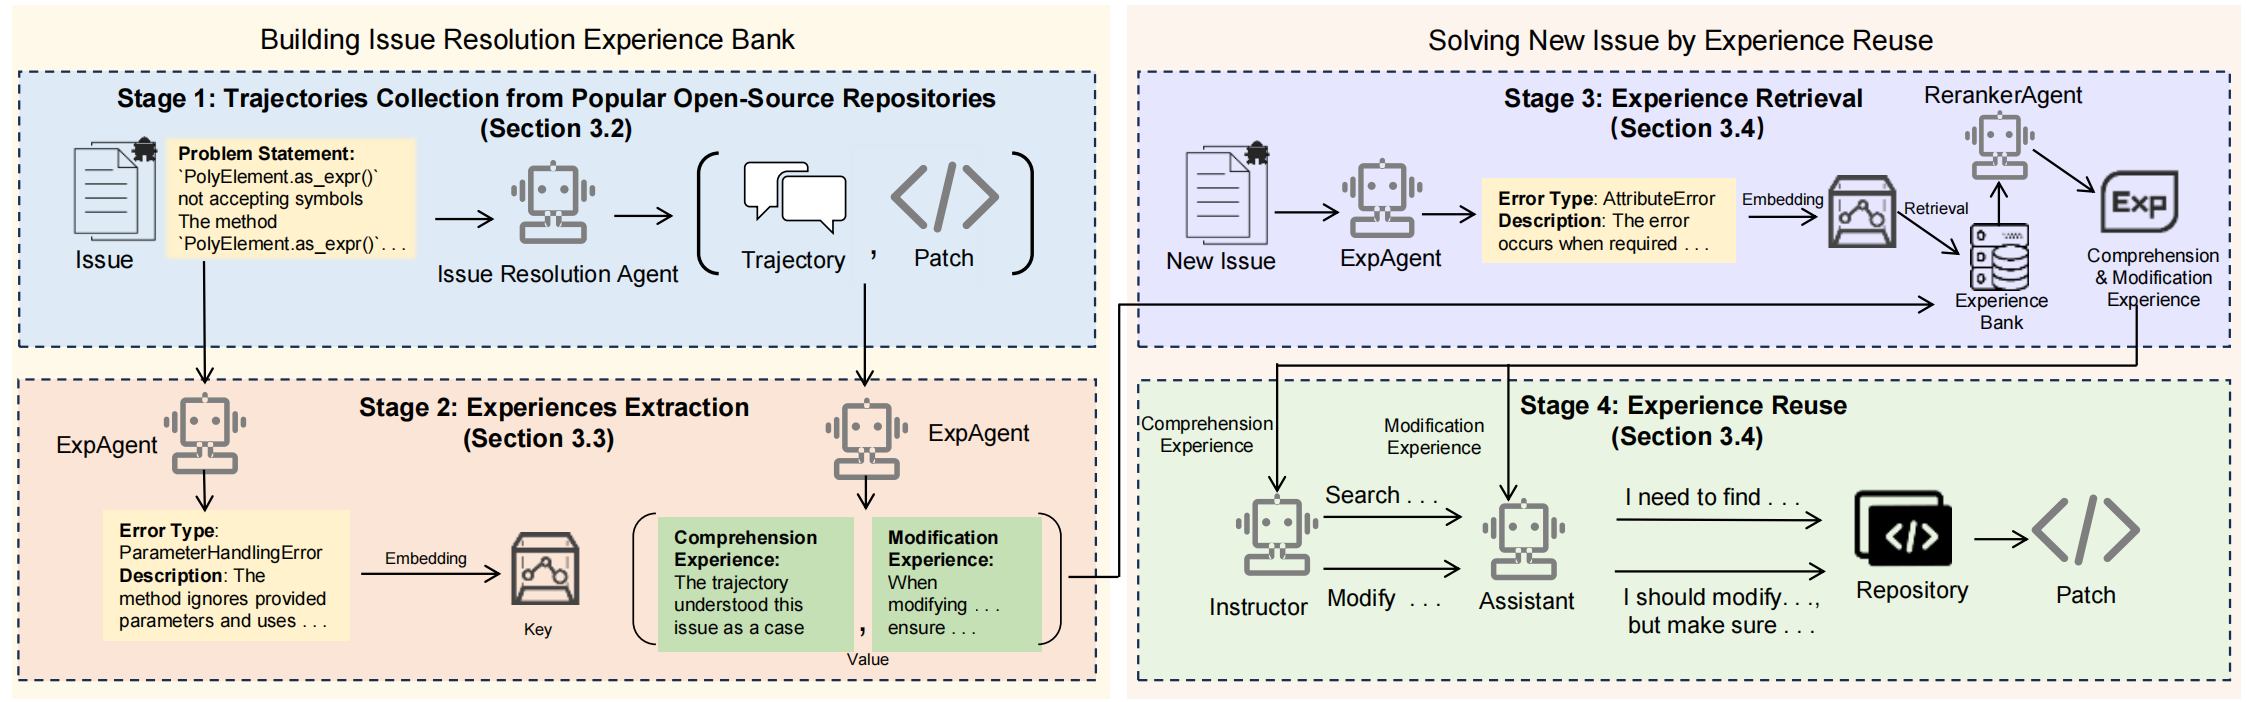 Building Issue Resolution Experience Bank
Stage 1: Trajectories Collection from Popular Open-Source Repositories
(Section 3.2)
Problem Statement:
`PolyElement.as_expr()`
not accepting symbols
The method
`PolyElement.as_expr()`. . .
Issue
Issue Resolution Agent
Trajectory
,
Patch
Stage 2: Experiences Extraction
(Section 3.3)
ExpAgent
ExpAgent
Error Type:
ParameterHandlingError
Description: The
method ignores provided
parameters and uses . . .
Embedding
Key
Comprehension
Experience:
The trajectory
understood this
issue as a case
,
Modification
Experience:
When
modifying . . .
ensure . . .
Value
Solving New Issue by Experience Reuse
Stage 3: Experience Retrieval
(Section 3.4)
New Issue
ExpAgent
Error Type: AttributeError
Description: The error
occurs when required . . .
Embedding
Retrieval
RerankerAgent
Experience
Bank
Exp
Comprehension
& Modification
Experience
Stage 4: Experience Reuse
(Section 3.4)
Comprehension
Experience
Modification
Experience
Instructor
Search . . .
Modify . . .
Assistant
I need to find . . .
I should modify. . .,
but make sure . . .
</>
Repository
Patch